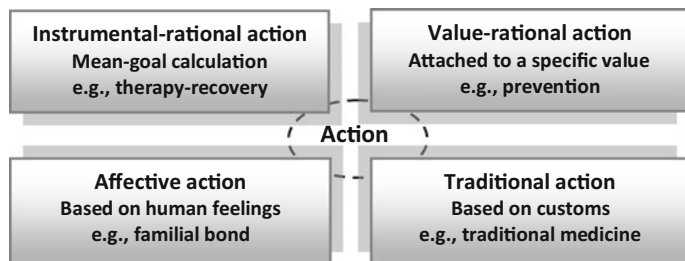 Instrumental-rational action
Mean-goal calculation
e.g., therapy-recovery
Value-rational action
Attached to a specific value
e.g., prevention
Action
Affective action
Based on human feelings
e.g., familial bond
Traditional action
Based on customs
e.g., traditional medicine